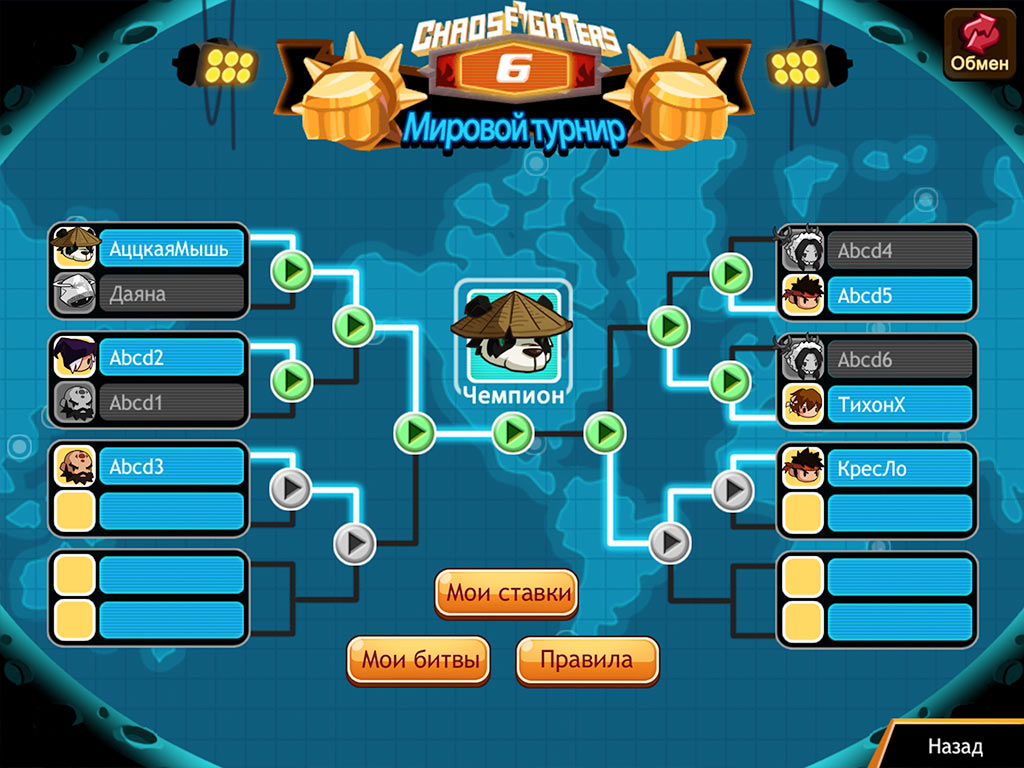 CHAOSFIGHTERS
6
Мировой турнир
Обмен
АццкаяМышь
Даяна
Abcd2
Abcd1
Abcd3
Чемпион
Abcd4
Abcd5
Abcd6
ТихонХ
КресЛо
Мои ставки
Мои битвы
Правила
Назад